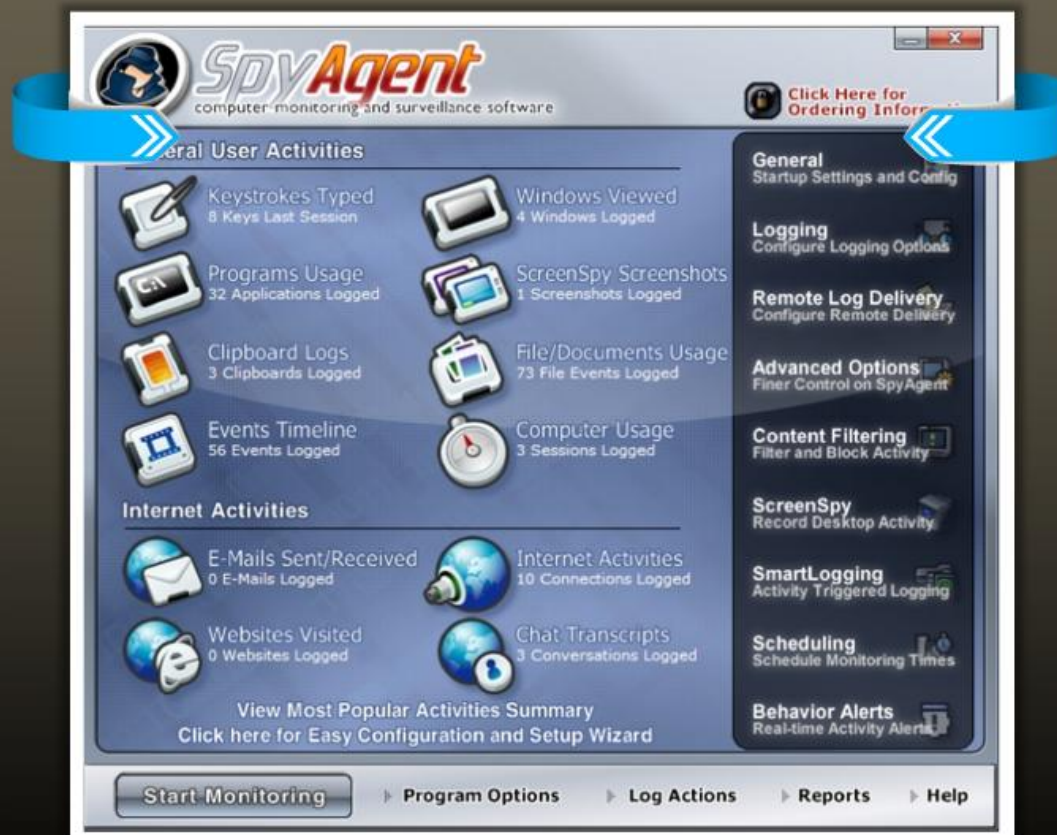 SpyAgent
computer monitoring and surveillance software
Click Here for
Ordering
General User Activities
Keystrokes Typed
8 Keys Last Session
Windows Viewed
4 Windows Logged
Programs Usage
32 Applications Logged
ScreenSpy Screenshots
1 Screenshots Logged
Clipboard Logs
3 Clipboards Logged
File/Documents Usage
73 File Events Logged
Events Timeline
56 Events Logged
Computer Usage
3 Sessions Logged
Internet Activities
E-Mails Sent/Received
0 E-Mails Logged
Internet Activities
10 Connections Logged
Websites Visited
0 Websites Logged
Chat Transcripts
3 Conversations Logged
View Most Popular Activities Summary
Click here for Easy Configuration and Setup Wizard
General
Startup Settings and Config
Logging
Configure Logging Options
Remote Log Delivery
Configure Remote Delivery
Advanced Options
Finer Control on SpyAgent
Content Filtering
Filter and Block Activity
ScreenSpy
Record Desktop Activity
SmartLogging
Activity Triggered Logging
Scheduling
Schedule Monitoring Times
Behavior Alerts
Real-time Activity Alerts
Start Monitoring
Program Options
Log Actions
Reports
Help
C:\